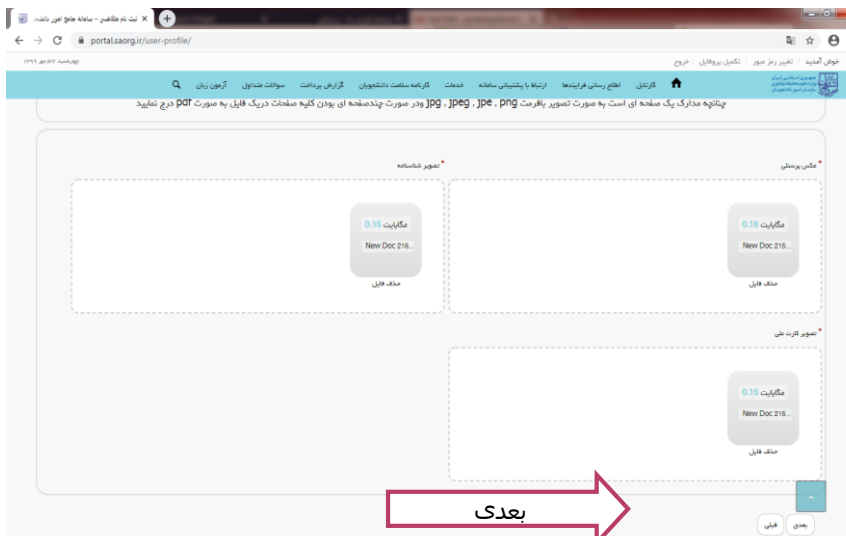 ثبت نام متقاضی – سامانه جامع امور دانشج
portal.saorg.ir/user-profile/
خوش آمدید | تغییر رمز عبور | تکمیل پروفایل | خروج
چهارشنبه، ۲ام مهر ۱۳۹۹
کارتابل اطلاع رسانی فرایندها ارتباط با پشتیبانی سامانه خدمات کارنامه سلامت دانشجویان گزارش پرداخت سوالات متداول آزمون زبان
چنانچه مدارک یک صفحه ای است به صورت تصویر بافرمت jpg , jpeg , jpe , png ودر صورت چندصفحه ای بودن کلیه صفحات دریک فایل به صورت pdf درج نمایید
* عکس پرسنلی
* تصویر شناسنامه
0.18 مگابایت
0.15 مگابایت
New Doc 216...
New Doc 216...
حذف فایل
حذف فایل
* تصویر کارت ملی
0.15 مگابایت
New Doc 216...
حذف فایل
بعدی
بعدی قبلی